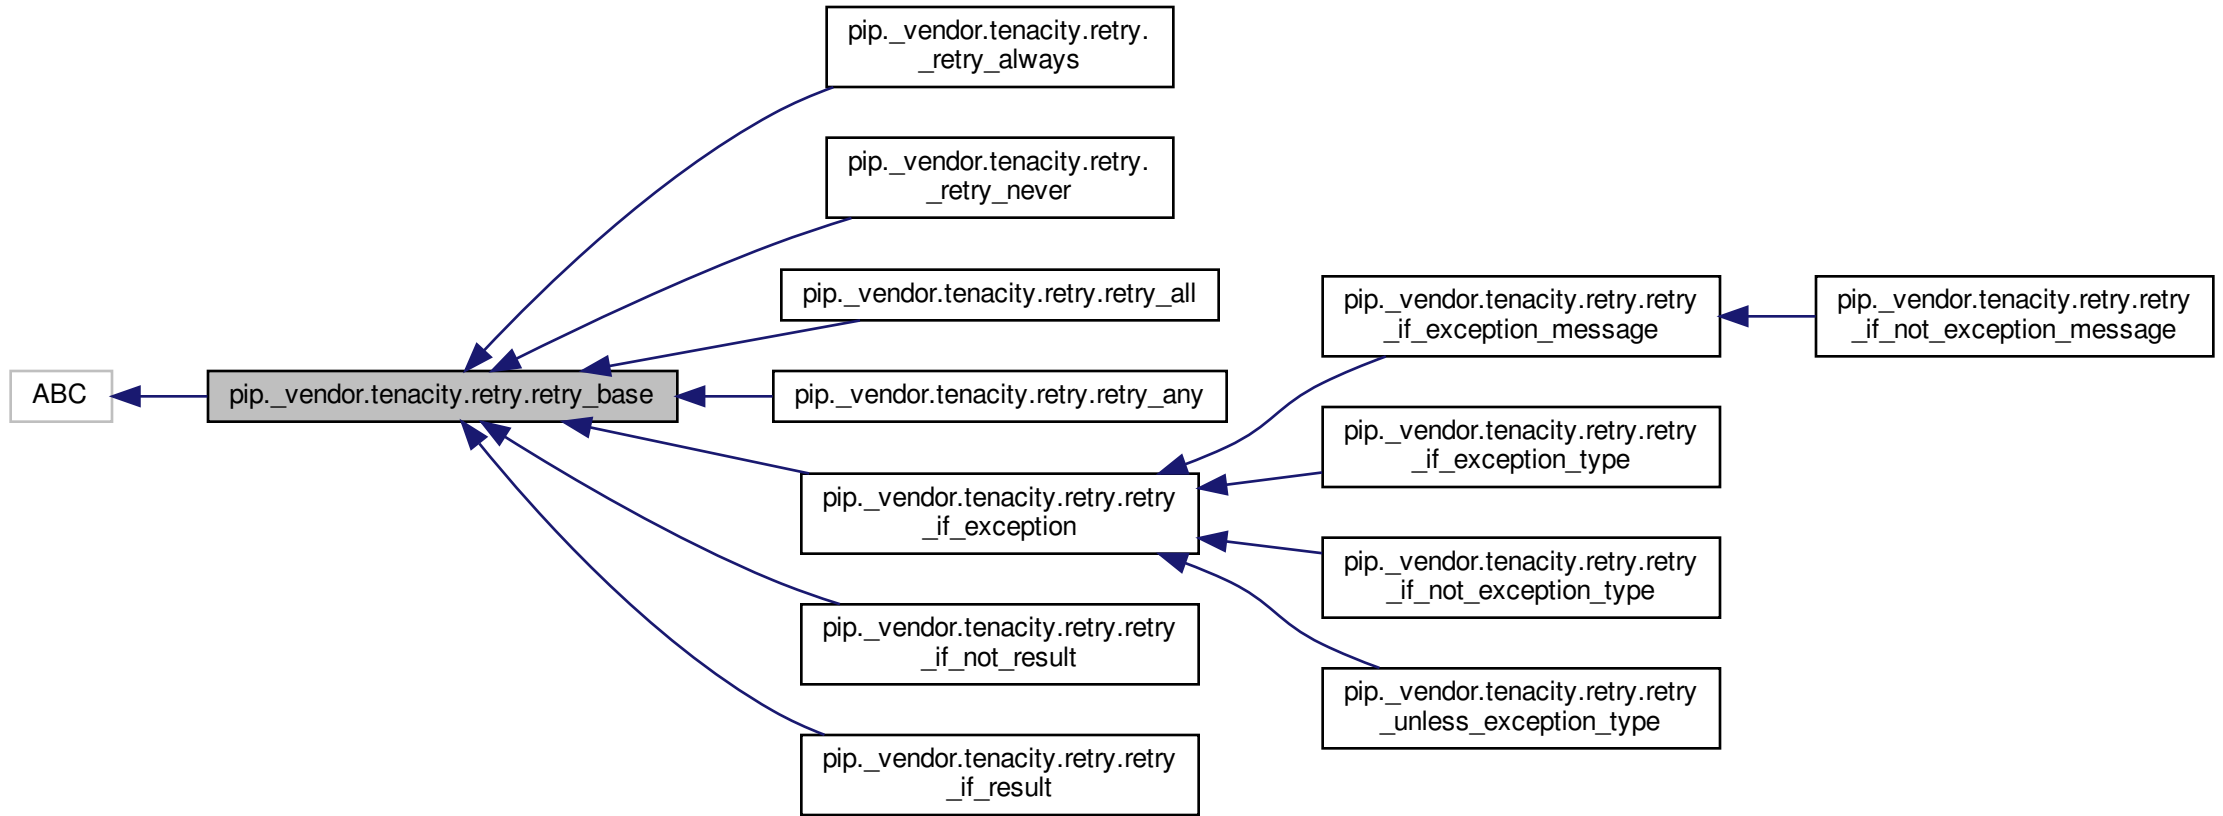 ABC
pip._vendor.tenacity.retry.retry_base
pip._vendor.tenacity.retry.
_retry_always
pip._vendor.tenacity.retry.
_retry_never
pip._vendor.tenacity.retry.retry_all
pip._vendor.tenacity.retry.retry_any
pip._vendor.tenacity.retry.retry
_if_exception
pip._vendor.tenacity.retry.retry
_if_not_result
pip._vendor.tenacity.retry.retry
_if_result
pip._vendor.tenacity.retry.retry
_if_exception_message
pip._vendor.tenacity.retry.retry
_if_exception_type
pip._vendor.tenacity.retry.retry
_if_not_exception_type
pip._vendor.tenacity.retry.retry
_unless_exception_type
pip._vendor.tenacity.retry.retry
_if_not_exception_message